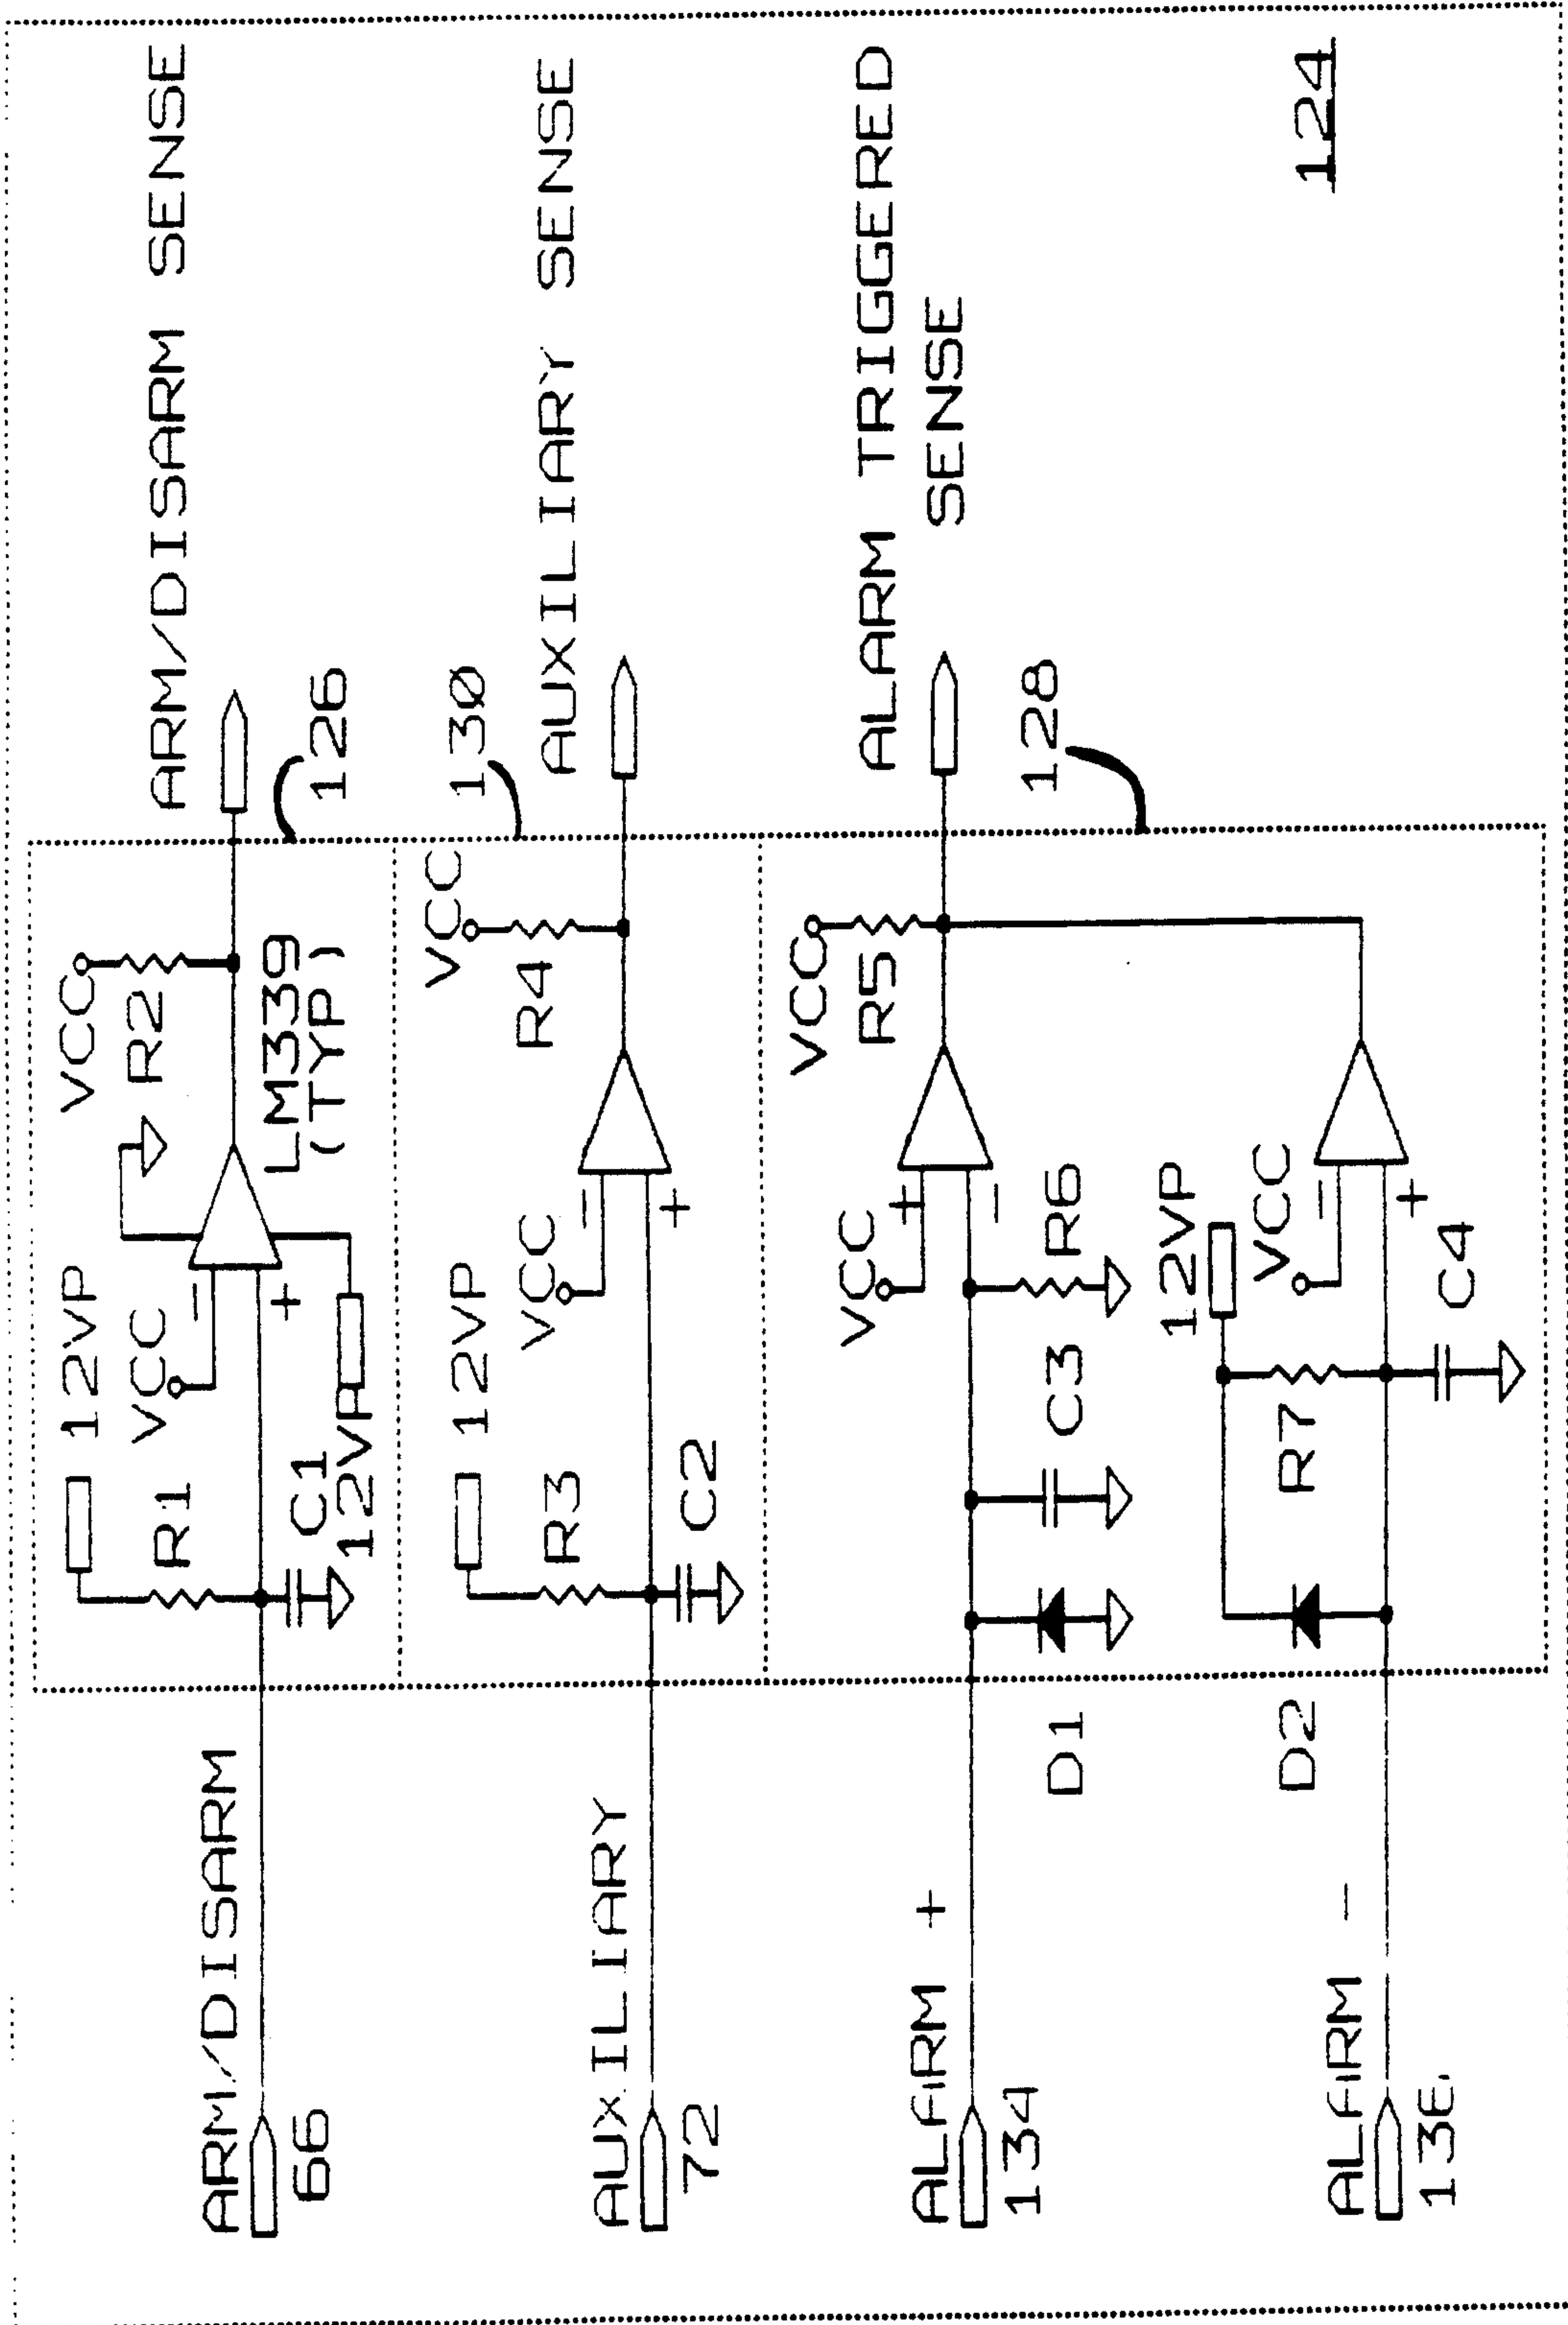 ARM/DISARM
66
12VP
R1
C1
12VP
VCC
−
+
VCC
R2
LM339
(TYP)
ARM/DISARM SENSE
126
AUXILIARY
72
12VP
R3
C2
VCC
−
+
VCC
R4
130
AUXILIARY SENSE
ALARM +
134
D1
C3
R6
VCC
+
−
VCC
R5
ALARM TRIGGERED
SENSE
128
ALARM −
D2
R7
12VP
VCC
−
+
C4
124